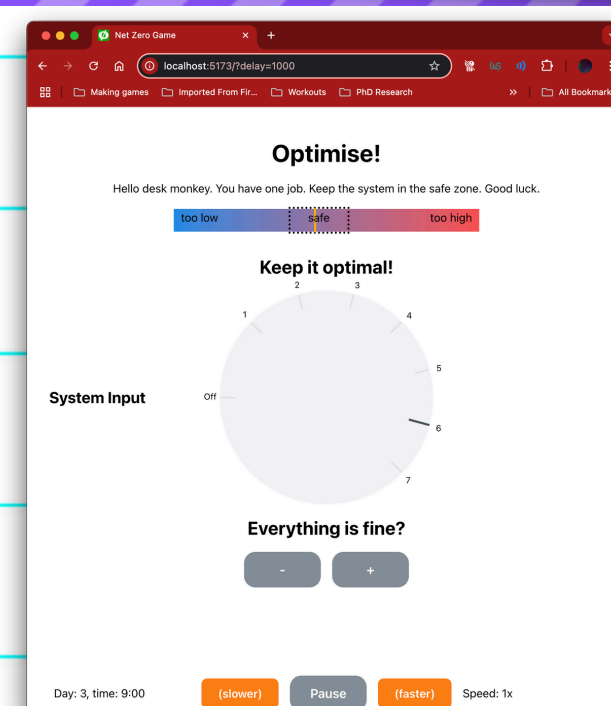 Net Zero Game
localhost:5173/?delay=1000
Making games
Imported From Fir...
Workouts
PhD Research
All Bookmark
Optimise!
Hello desk monkey. You have one job. Keep the system in the safe zone. Good luck.
too low safe too high
Keep it optimal!
2 3
1 4
5
System Input Off
6
7
Everything is fine?
- +
Day: 3, time: 9:00 (slower) Pause (faster) Speed: 1x